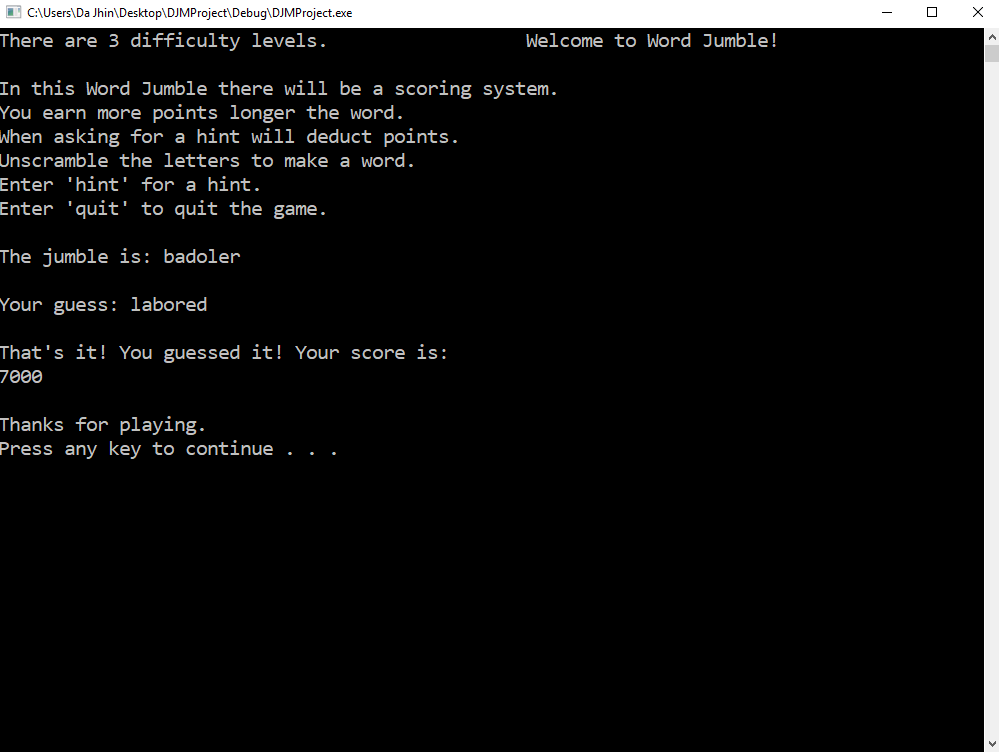 C:\Users\Da Jhin\Desktop\DJMProject\Debug\DJMProject.exe
There are 3 difficulty levels.                  Welcome to Word Jumble!
In this Word Jumble there will be a scoring system.
You earn more points longer the word.
When asking for a hint will deduct points.
Unscramble the letters to make a word.
Enter 'hint' for a hint.
Enter 'quit' to quit the game.
The jumble is: badoler
Your guess: labored
That's it! You guessed it! Your score is:
7000
Thanks for playing.
Press any key to continue . . .